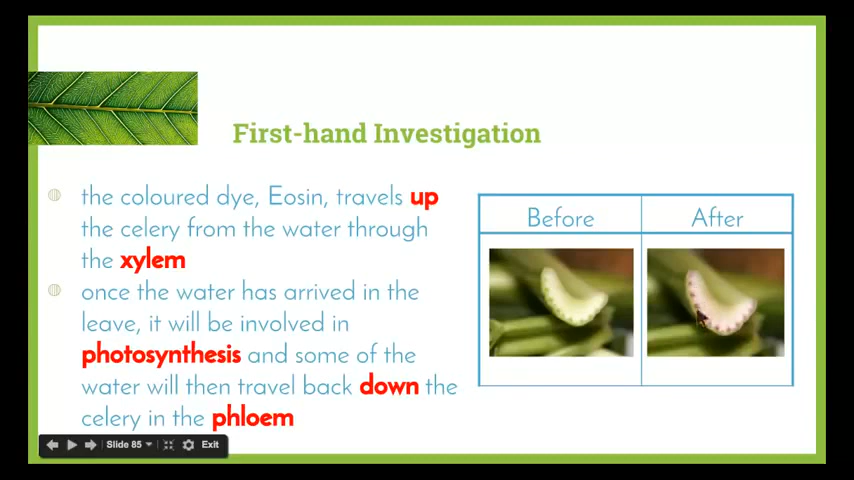 First-hand Investigation
the coloured dye, Eosin, travels up
the celery from the water through
the xylem
once the water has arrived in the
leave, it will be involved in
photosynthesis and some of the
water will then travel back down the
celery in the phloem
Before
After
Slide 85
Exit